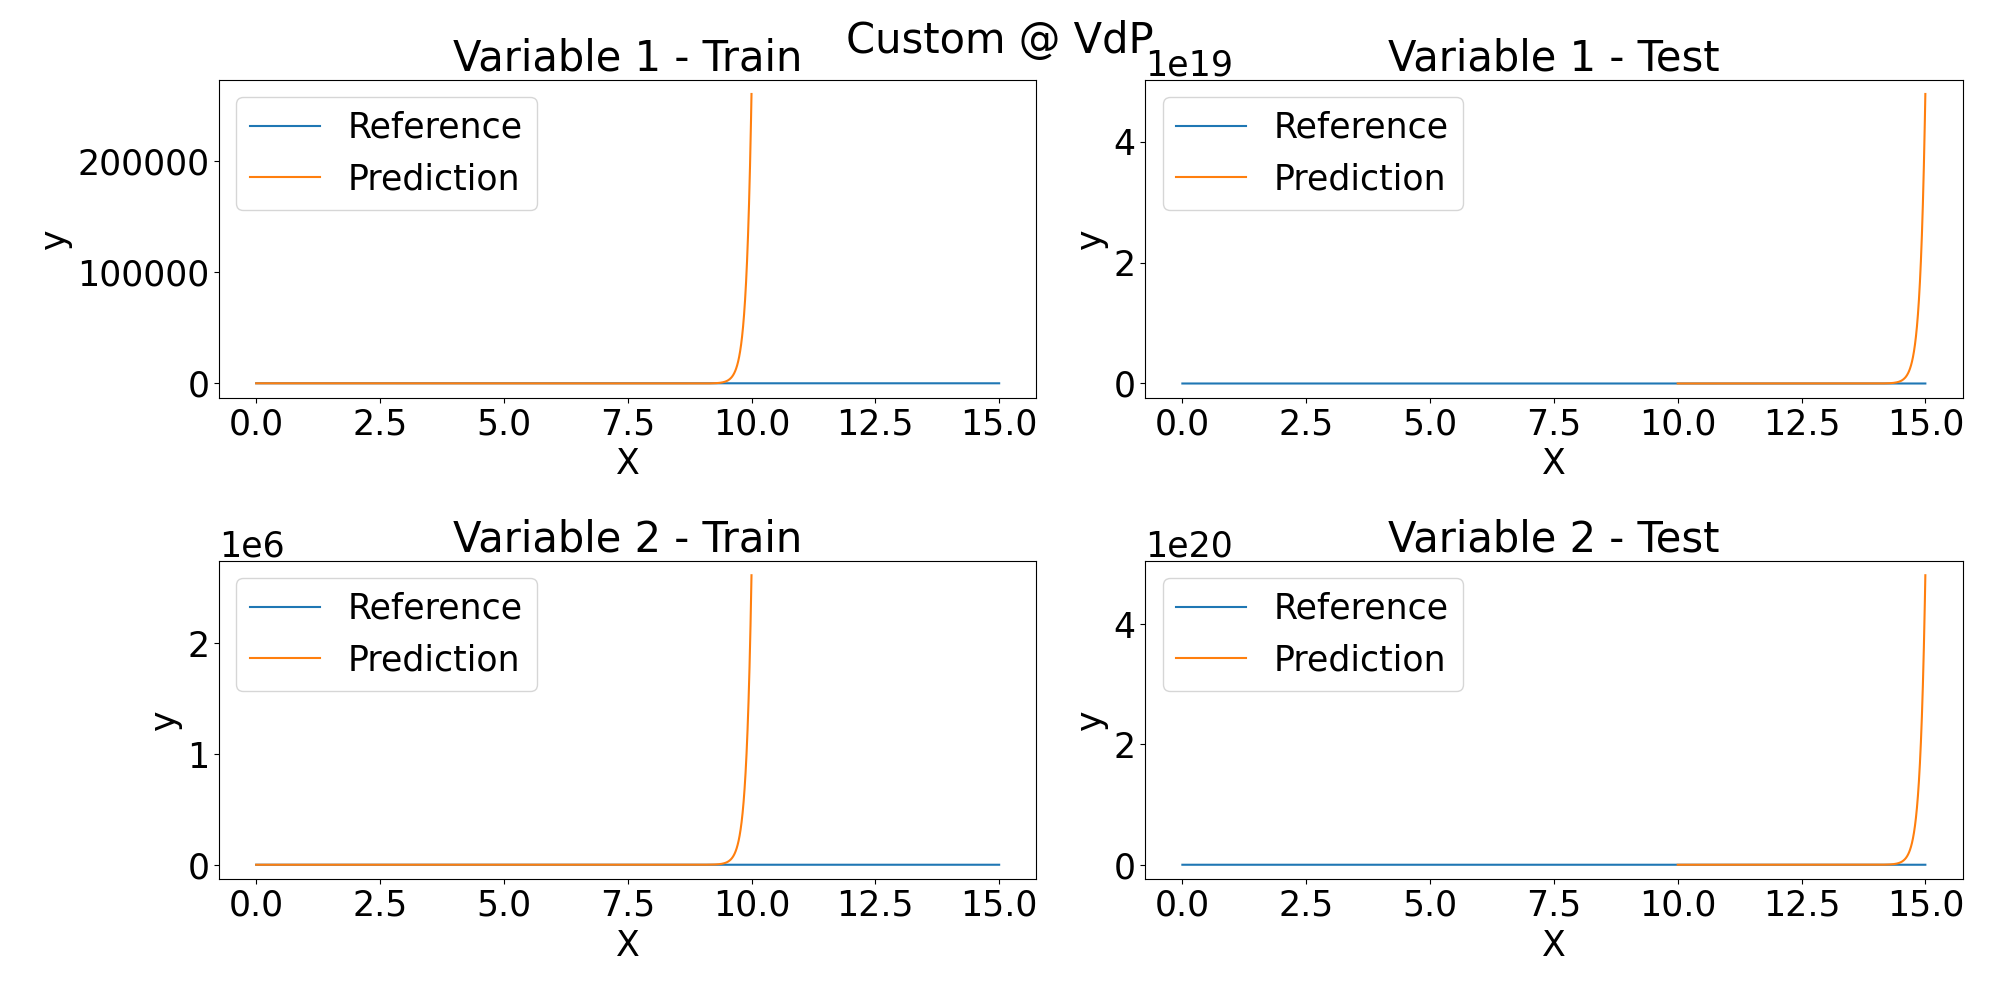 Custom @ VdP
Variable 1 - Train
Reference
Prediction
200000
100000
0
y
0.0 2.5 5.0 7.5 10.0 12.5 15.0
X
Variable 1 - Test
1e19
Reference
Prediction
4
2
0
y
0.0 2.5 5.0 7.5 10.0 12.5 15.0
X
Variable 2 - Train
1e6
Reference
Prediction
2
1
0
y
0.0 2.5 5.0 7.5 10.0 12.5 15.0
X
Variable 2 - Test
1e20
Reference
Prediction
4
2
0
y
0.0 2.5 5.0 7.5 10.0 12.5 15.0
X